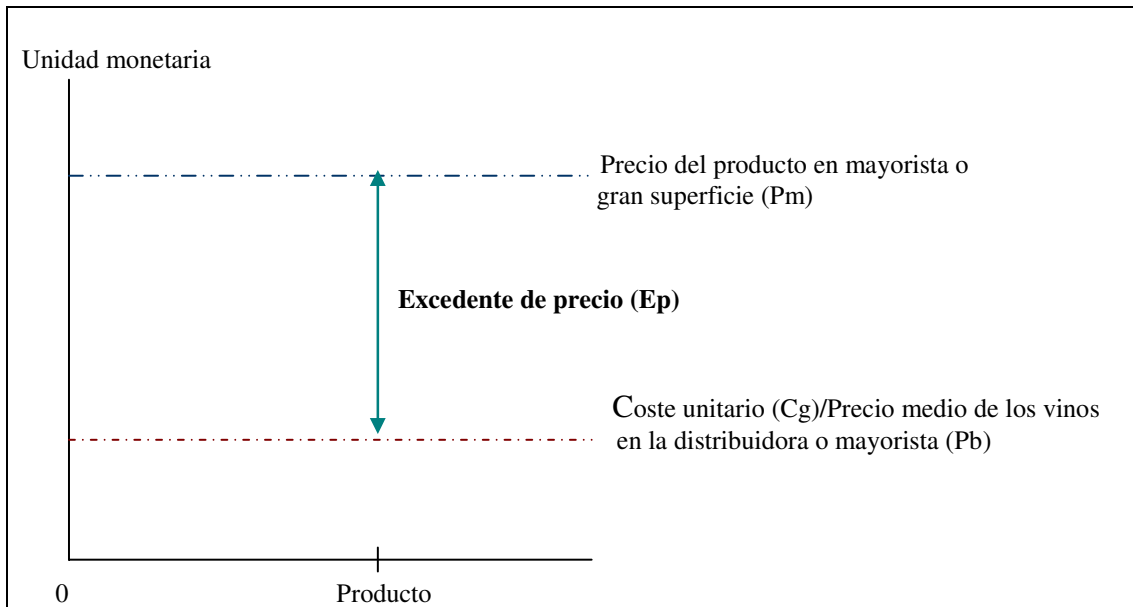 Unidad monetaria
Precio del producto en mayorista o
gran superficie (Pm)
Excedente de precio (Ep)
Coste unitario (Cg)/Precio medio de los vinos
en la distribuidora o mayorista (Pb)
0
Producto